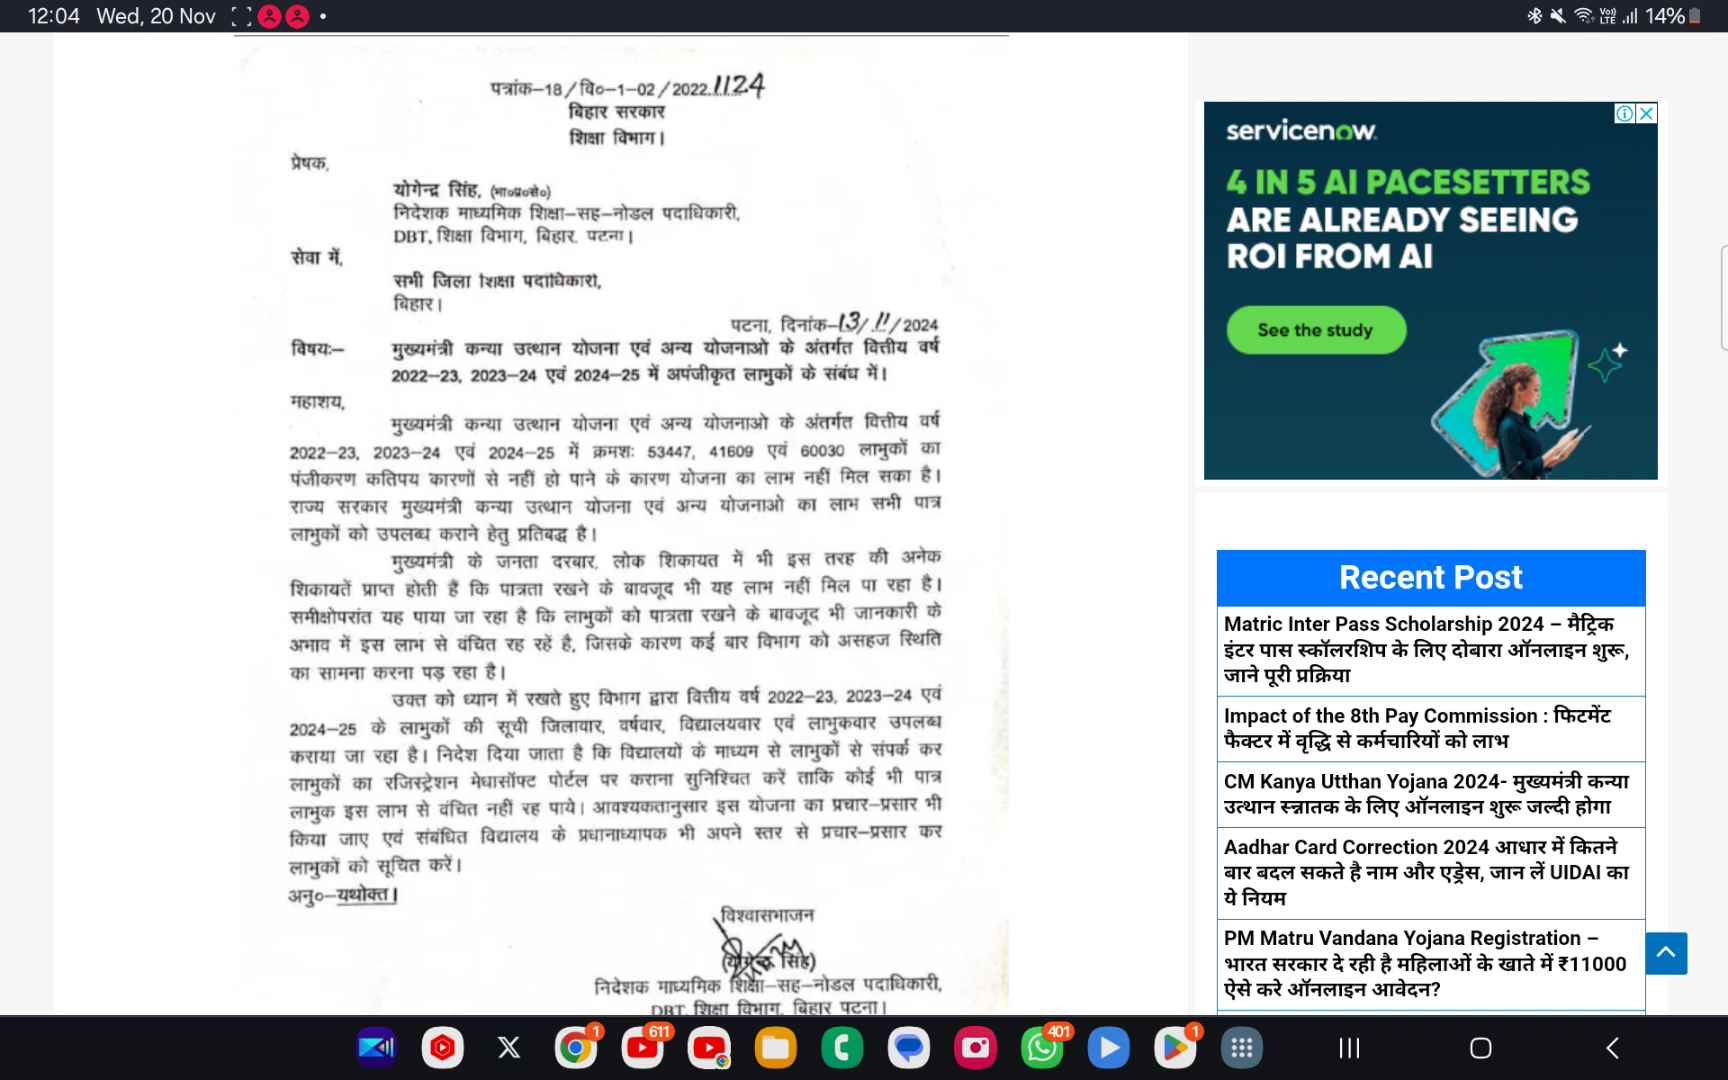 12:04 Wed, 20 Nov
14%
पत्रांक–18/वि०–1–02/2022.1124
बिहार सरकार
शिक्षा विभाग।
प्रेषक,
योगेन्द्र सिंह, (भा०प्र०से०)
निदेशक माध्यमिक शिक्षा–सह–नोडल पदाधिकारी,
DBT, शिक्षा विभाग, बिहार, पटना।
सेवा में,
सभी जिला शिक्षा पदाधिकारी,
बिहार।
पटना, दिनांक–13/11/2024
विषयः– मुख्यमंत्री कन्या उत्थान योजना एवं अन्य योजनाओ के अंतर्गत वित्तीय वर्ष
2022–23, 2023–24 एवं 2024–25 में अपंजीकृत लाभुकों के संबंध में।
महाशय,
मुख्यमंत्री कन्या उत्थान योजना एवं अन्य योजनाओ के अंतर्गत वित्तीय वर्ष
2022–23, 2023–24 एवं 2024–25 में क्रमशः 53447, 41609 एवं 60030 लाभुकों का
पंजीकरण कतिपय कारणों से नहीं हो पाने के कारण योजना का लाभ नहीं मिल सका है।
राज्य सरकार मुख्यमंत्री कन्या उत्थान योजना एवं अन्य योजनाओ का लाभ सभी पात्र
लाभुकों को उपलब्ध कराने हेतु प्रतिबद्ध है।
मुख्यमंत्री के जनता दरबार, लोक शिकायत में भी इस तरह की अनेक
शिकायतें प्राप्त होती हैं कि पात्रता रखने के बावजूद भी यह लाभ नहीं मिल पा रहा है।
समीक्षोपरांत यह पाया जा रहा है कि लाभुकों को पात्रता रखने के बावजूद भी जानकारी के
अभाव में इस लाभ से वंचित रह रहें है, जिसके कारण कई बार विभाग को असहज स्थिति
का सामना करना पड़ रहा है।
उक्त को ध्यान में रखते हुए विभाग द्वारा वित्तीय वर्ष 2022–23, 2023–24 एवं
2024–25 के लाभुकों की सूची जिलावार, वर्षवार, विद्यालयवार एवं लाभुकवार उपलब्ध
कराया जा रहा है। निदेश दिया जाता है कि विद्यालयों के माध्यम से लाभुकों से संपर्क कर
लाभुकों का रजिस्ट्रेशन मेधासॉफ्ट पोर्टल पर कराना सुनिश्चित करें ताकि कोई भी पात्र
लाभुक इस लाभ से वंचित नहीं रह पाये। आवश्यकतानुसार इस योजना का प्रचार–प्रसार भी
किया जाए एवं संबंधित विद्यालय के प्रधानाध्यापक भी अपने स्तर से प्रचार–प्रसार कर
लाभुकों को सूचित करें।
अनु०–यथोक्त।
विश्वासभाजन
(योगेन्द्र सिंह)
निदेशक माध्यमिक शिक्षा–सह–नोडल पदाधिकारी,
DBT, शिक्षा विभाग, बिहार पटना।
servicenow.
4 IN 5 AI PACESETTERS
ARE ALREADY SEEING
ROI FROM AI
See the study
Recent Post
Matric Inter Pass Scholarship 2024 – मैट्रिक
इंटर पास स्कॉलरशिप के लिए दोबारा ऑनलाइन शुरू,
जाने पूरी प्रक्रिया
Impact of the 8th Pay Commission : फिटमेंट
फैक्टर में वृद्धि से कर्मचारियों को लाभ
CM Kanya Utthan Yojana 2024- मुख्यमंत्री कन्या
उत्थान स्नातक के लिए ऑनलाइन शुरू जल्दी होगा
Aadhar Card Correction 2024 आधार में कितने
बार बदल सकते है नाम और एड्रेस, जान लें UIDAI का
ये नियम
PM Matru Vandana Yojana Registration –
भारत सरकार दे रही है महिलाओं के खाते में ₹11000
ऐसे करे ऑनलाइन आवेदन?
1
611
401
1